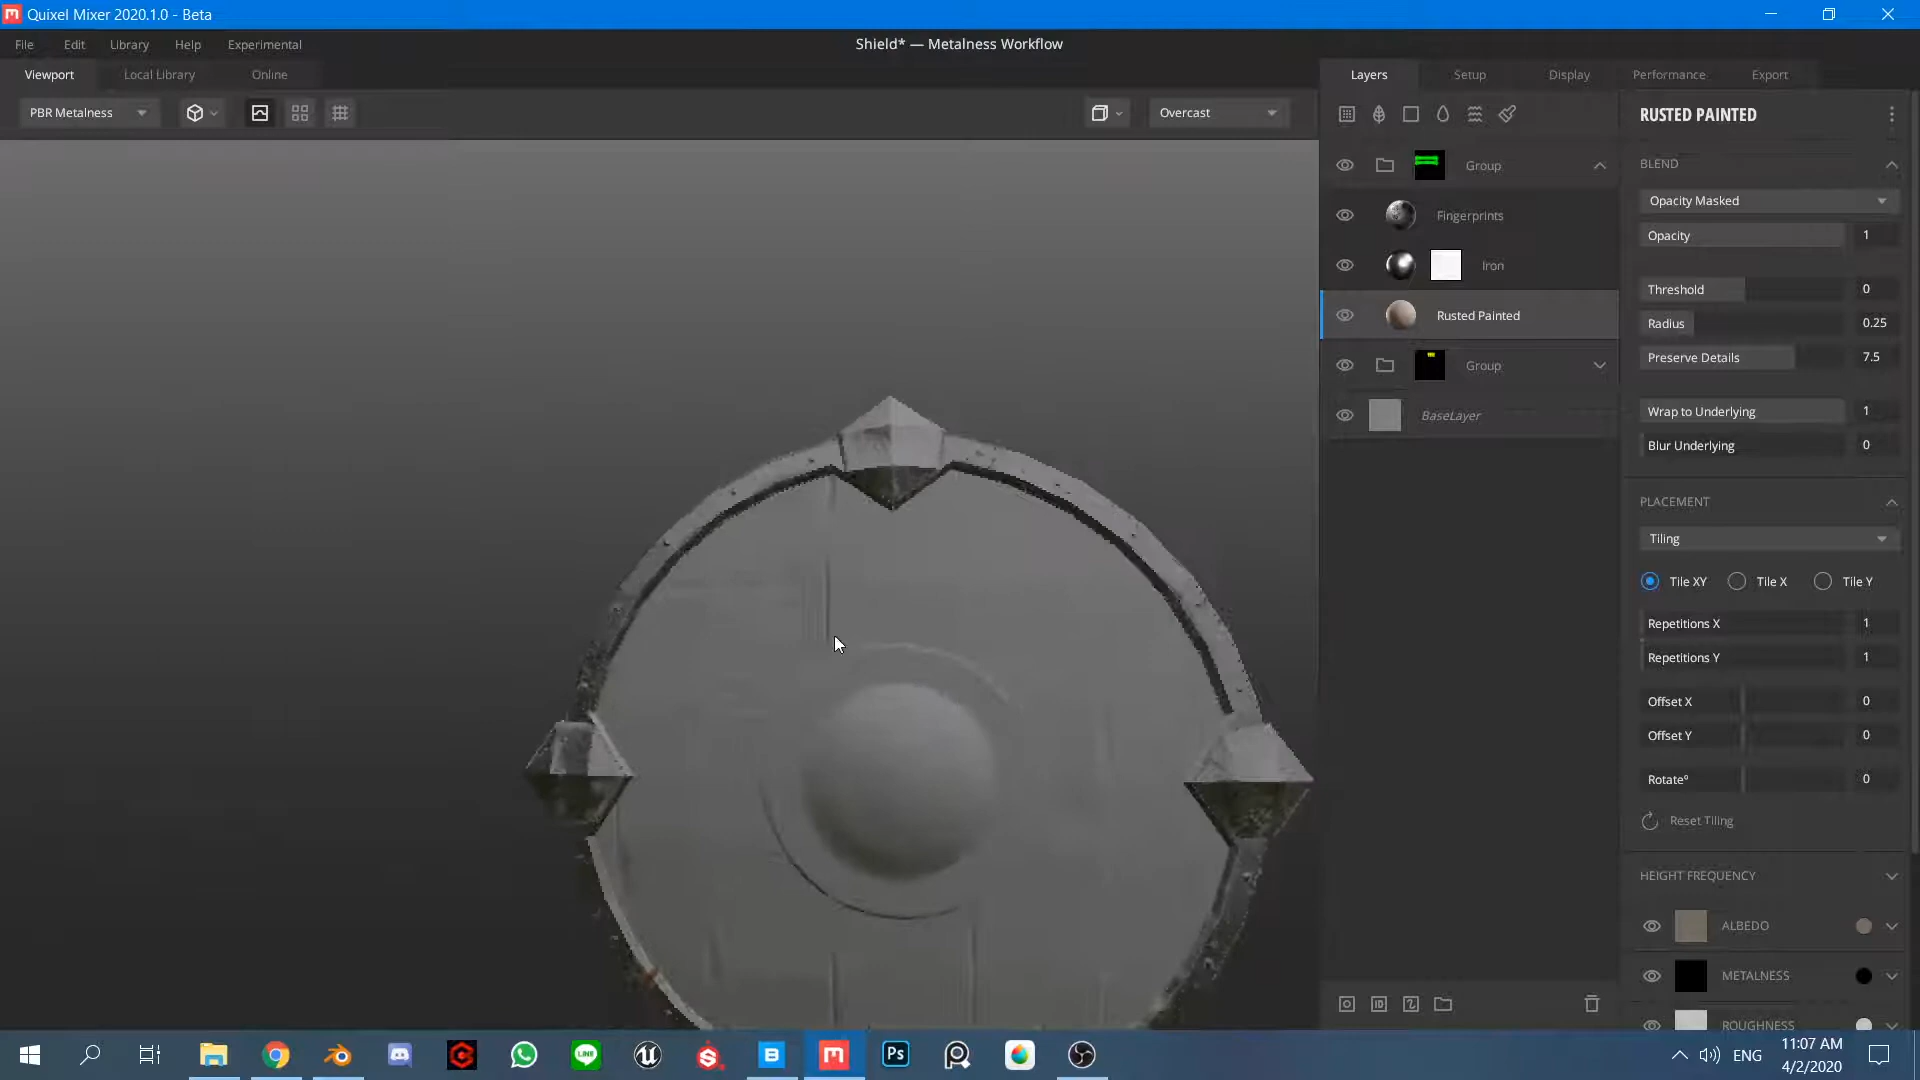 Quixel Mixer 2020.1.0 - Beta
File Edit Library Help Experimental
Shield* — Metalness Workflow
Viewport Local Library Online
Layers Setup Display Performance Export
PBR Metalness
Overcast
RUSTED PAINTED
Group
Fingerprints
Iron
Rusted Painted
Group
BaseLayer
BLEND
Opacity Masked
Opacity 1
Threshold 0
Radius 0.25
Preserve Details 7.5
Wrap to Underlying 1
Blur Underlying 0
PLACEMENT
Tiling
Tile XY Tile X Tile Y
Repetitions X 1
Repetitions Y 1
Offset X 0
Offset Y 0
Rotate° 0
Reset Tiling
HEIGHT FREQUENCY
ALBEDO
METALNESS
ROUGHNESS
ID
B
Ps
ENG
11:07 AM
4/2/2020